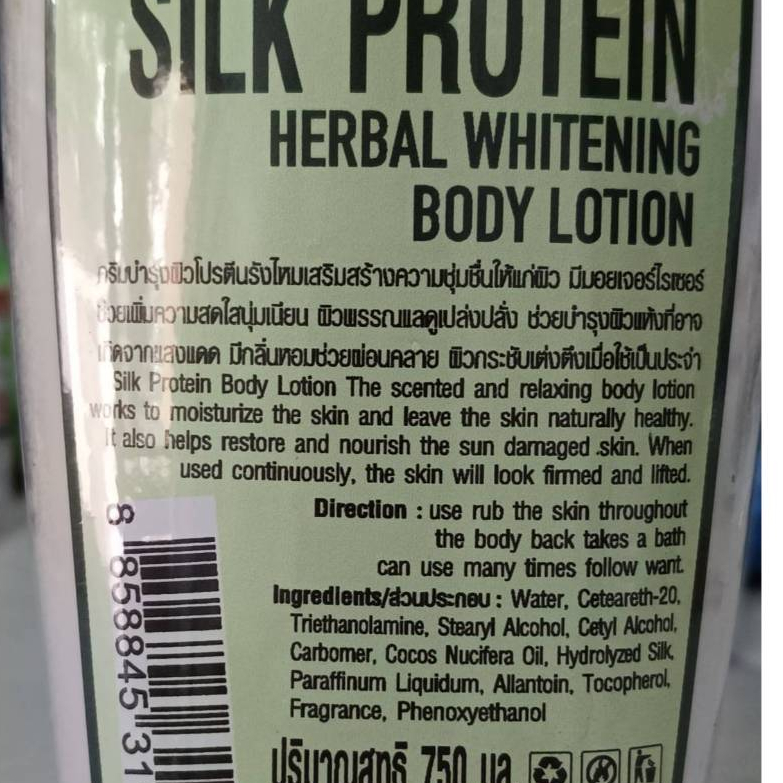 SILK PROTEIN
HERBAL WHITENING
BODY LOTION
ครีมบำรุงผิวโปรตีนรังไหมเสริมสร้างความชุ่มชื่นให้แก่ผิว มีมอยเจอร์ไรเซอร์
ช่วยเพิ่มความสดใสนุ่มเนียน ผิวพรรณแลดูเปล่งปลั่ง ช่วยบำรุงผิวแห้งที่อาจ
เกิดจากแสงแดด มีกลิ่นหอมช่วยผ่อนคลาย ผิวกระชับเต่งตึงเมื่อใช้เป็นประจำ
Silk Protein Body Lotion The scented and relaxing body lotion
works to moisturize the skin and leave the skin naturally healthy.
It also helps restore and nourish the sun damaged .skin. When
used continuously, the skin will look firmed and lifted.
Direction : use rub the skin throughout
the body back takes a bath
can use many times follow want.
Ingredients/ส่วนประกอบ : Water, Ceteareth-20,
Triethanolamine, Stearyl Alcohol, Cetyl Alcohol,
Carbomer, Cocos Nucifera Oil, Hydrolyzed Silk,
Paraffinum Liquidum, Allantoin, Tocopherol,
Fragrance, Phenoxyethanol
ปริมาณสุทธิ 750 มล
8 858845 31